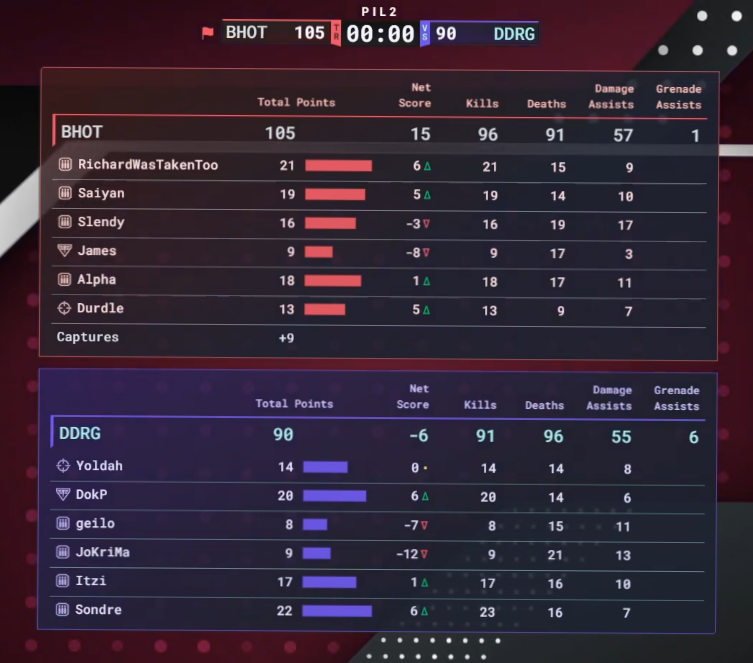 PIL2
BHOT 105 TR 00:00 VS 90 DDRG
Total Points Net Score Kills Deaths Damage Assists Grenade Assists
BHOT 105 15 96 91 57 1
RichardWasTakenToo 21 6 21 15 9
Saiyan 19 5 19 14 10
Slendy 16 -3 16 19 17
James 9 -8 9 17 3
Alpha 18 1 18 17 11
Durdle 13 5 13 9 7
Captures +9
Total Points Net Score Kills Deaths Damage Assists Grenade Assists
DDRG 90 -6 91 96 55 6
Yoldah 14 0 14 14 8
DokP 20 6 20 14 6
geilo 8 -7 8 15 11
JoKriMa 9 -12 9 21 13
Itzi 17 1 17 16 10
Sondre 22 6 23 16 7